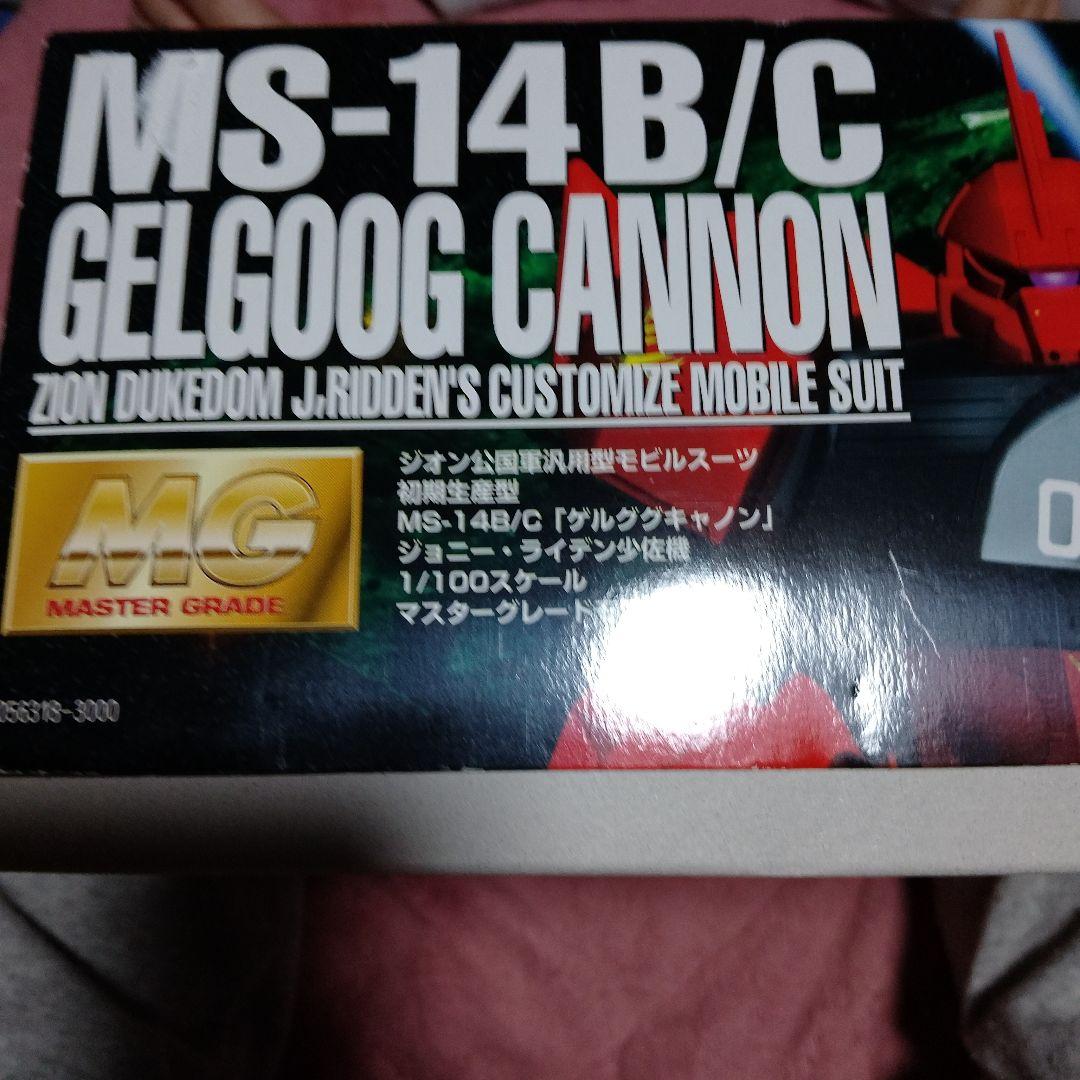 MS-14B/C
GELGOOG CANNON
ZION DUKEDOM J.RIDDEN'S CUSTOMIZE MOBILE SUIT
MG
MASTER GRADE
ジオン公国軍汎用型モビルスーツ
初期生産型
MS-14B/C「ゲルググキャノン」
ジョニー・ライデン少佐機
1/100スケール
マスターグレード
056318-3000
0